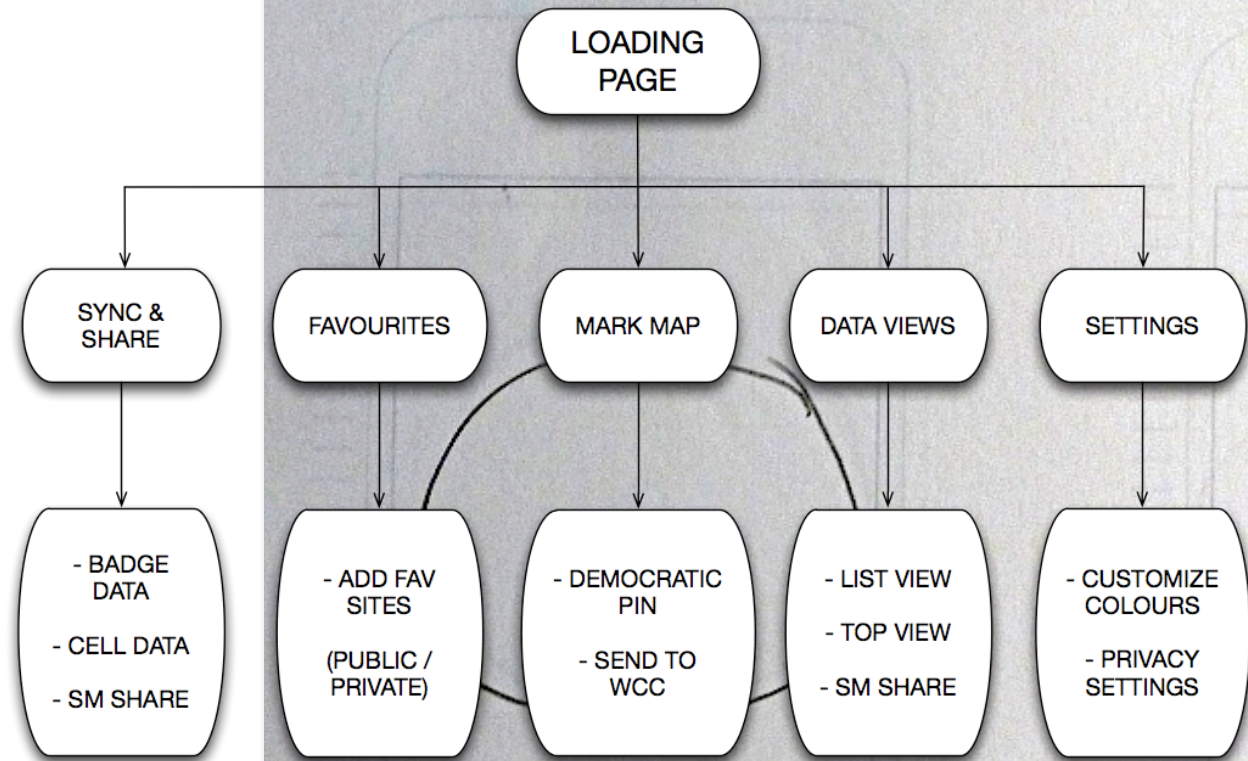 LOADING
PAGE
SYNC &
SHARE
FAVOURITES
MARK MAP
DATA VIEWS
SETTINGS
- BADGE
DATA
- CELL DATA
- SM SHARE
- ADD FAV
SITES
(PUBLIC /
PRIVATE)
- DEMOCRATIC
PIN
- SEND TO
WCC
- LIST VIEW
- TOP VIEW
- SM SHARE
- CUSTOMIZE
COLOURS
- PRIVACY
SETTINGS